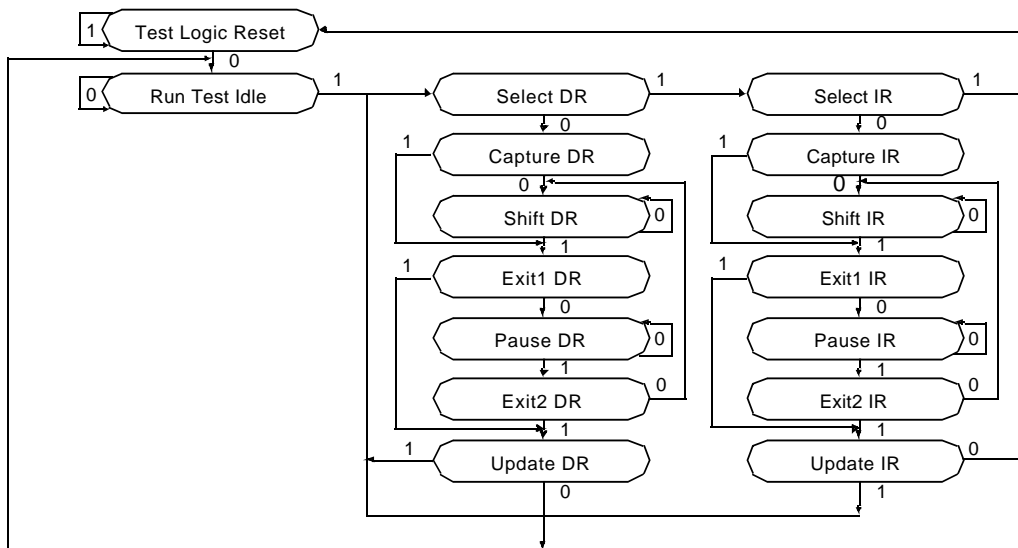 1 Test Logic Reset
0
0 Run Test Idle 1 Select DR 1 Select IR 1
0 0
1 Capture DR 1 Capture IR
0 0
Shift DR 0 Shift IR 0
1 1
1 Exit1 DR 1 Exit1 IR
0 0
Pause DR 0 Pause IR 0
1 1
Exit2 DR 0 Exit2 IR 0
1 1
1 Update DR Update IR 0
0 1